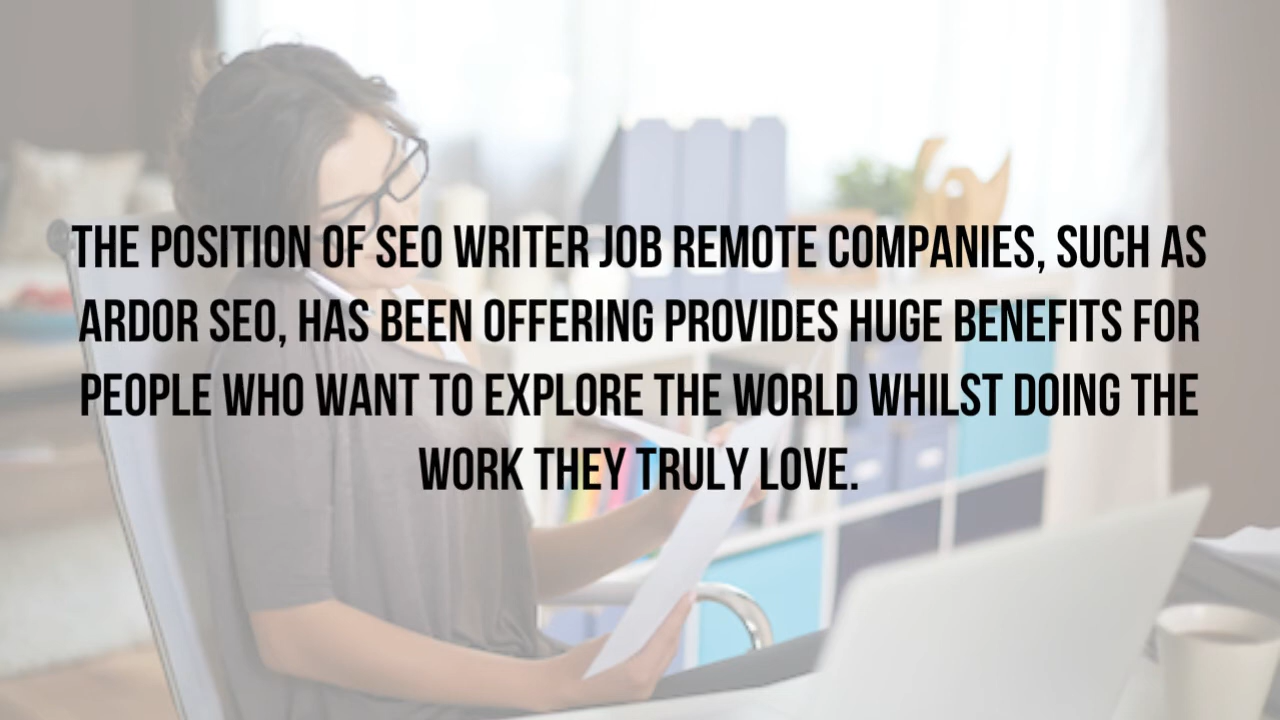 THE POSITION OF SEO WRITER JOB REMOTE COMPANIES, SUCH AS
ARDOR SEO, HAS BEEN OFFERING PROVIDES HUGE BENEFITS FOR
PEOPLE WHO WANT TO EXPLORE THE WORLD WHILST DOING THE
WORK THEY TRULY LOVE.